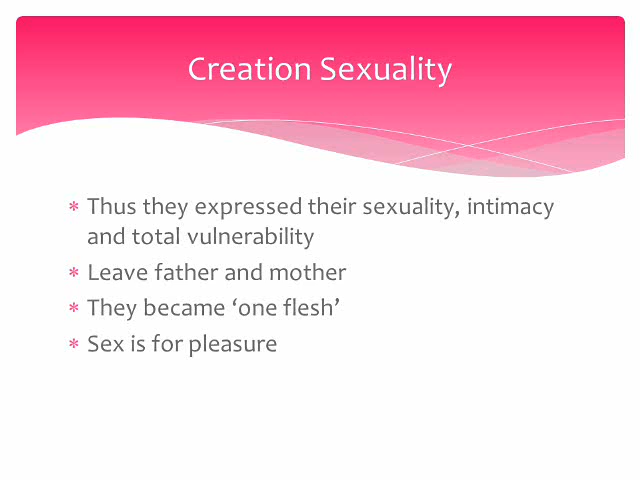 Creation Sexuality
* Thus they expressed their sexuality, intimacy
and total vulnerability
* Leave father and mother
* They became ‘one flesh’
* Sex is for pleasure